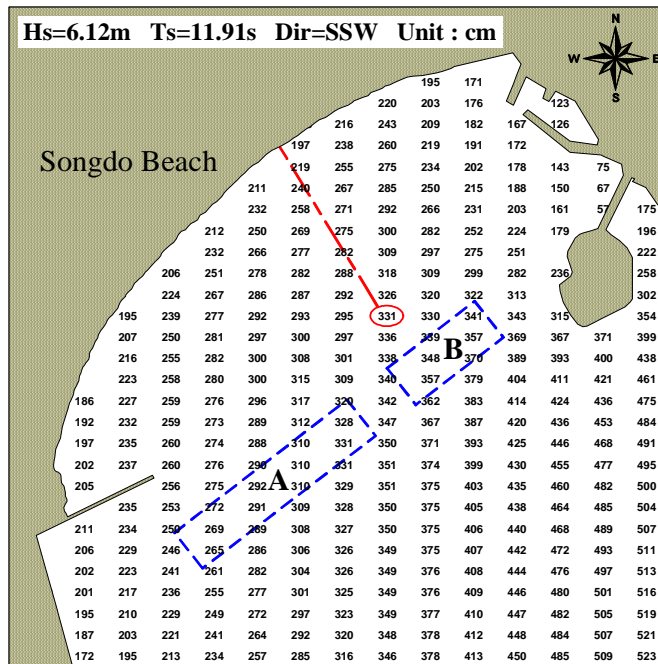 Hs=6.12m Ts=11.91s Dir=SSW Unit : cm
N
W E
S
195 171
220 203 176 123
216 243 209 182 167 126
197 238 260 219 191 172
Songdo Beach
219 255 275 234 202 178 143 75
211 240 267 285 250 215 188 150 67
232 258 271 292 266 231 203 161 57 175
212 250 269 275 300 282 252 224 179 196
232 266 277 282 309 297 275 251 222
206 251 278 282 288 318 309 299 282 236 258
224 267 286 287 292 326 320 322 313 302
195 239 277 292 293 295 331 330 341 343 315 354
207 250 281 297 300 297 336 339 357 369 367 371 399
B
216 255 282 300 308 301 338 348 370 389 393 400 438
223 258 280 300 315 309 340 357 379 404 411 421 461
186 227 259 276 296 317 320 342 362 383 414 424 436 475
192 232 259 273 289 312 328 347 367 387 420 436 453 484
197 235 260 274 288 310 331 350 371 393 425 446 468 491
202 237 260 276 290 310 331 351 374 399 430 455 477 495
A
205 256 275 292 310 329 351 375 403 435 460 482 500
235 253 272 291 309 328 350 375 405 438 464 485 504
211 234 250 269 289 308 327 350 375 406 440 468 489 507
206 229 246 265 286 306 326 349 375 407 442 472 493 511
202 223 241 261 282 304 326 349 376 408 444 476 497 513
201 217 236 255 277 301 325 349 376 409 446 480 501 516
195 210 229 249 272 297 323 349 377 410 447 482 505 519
187 203 221 241 264 292 320 348 378 412 448 484 507 521
172 195 213 234 257 285 316 346 378 413 450 485 509 523